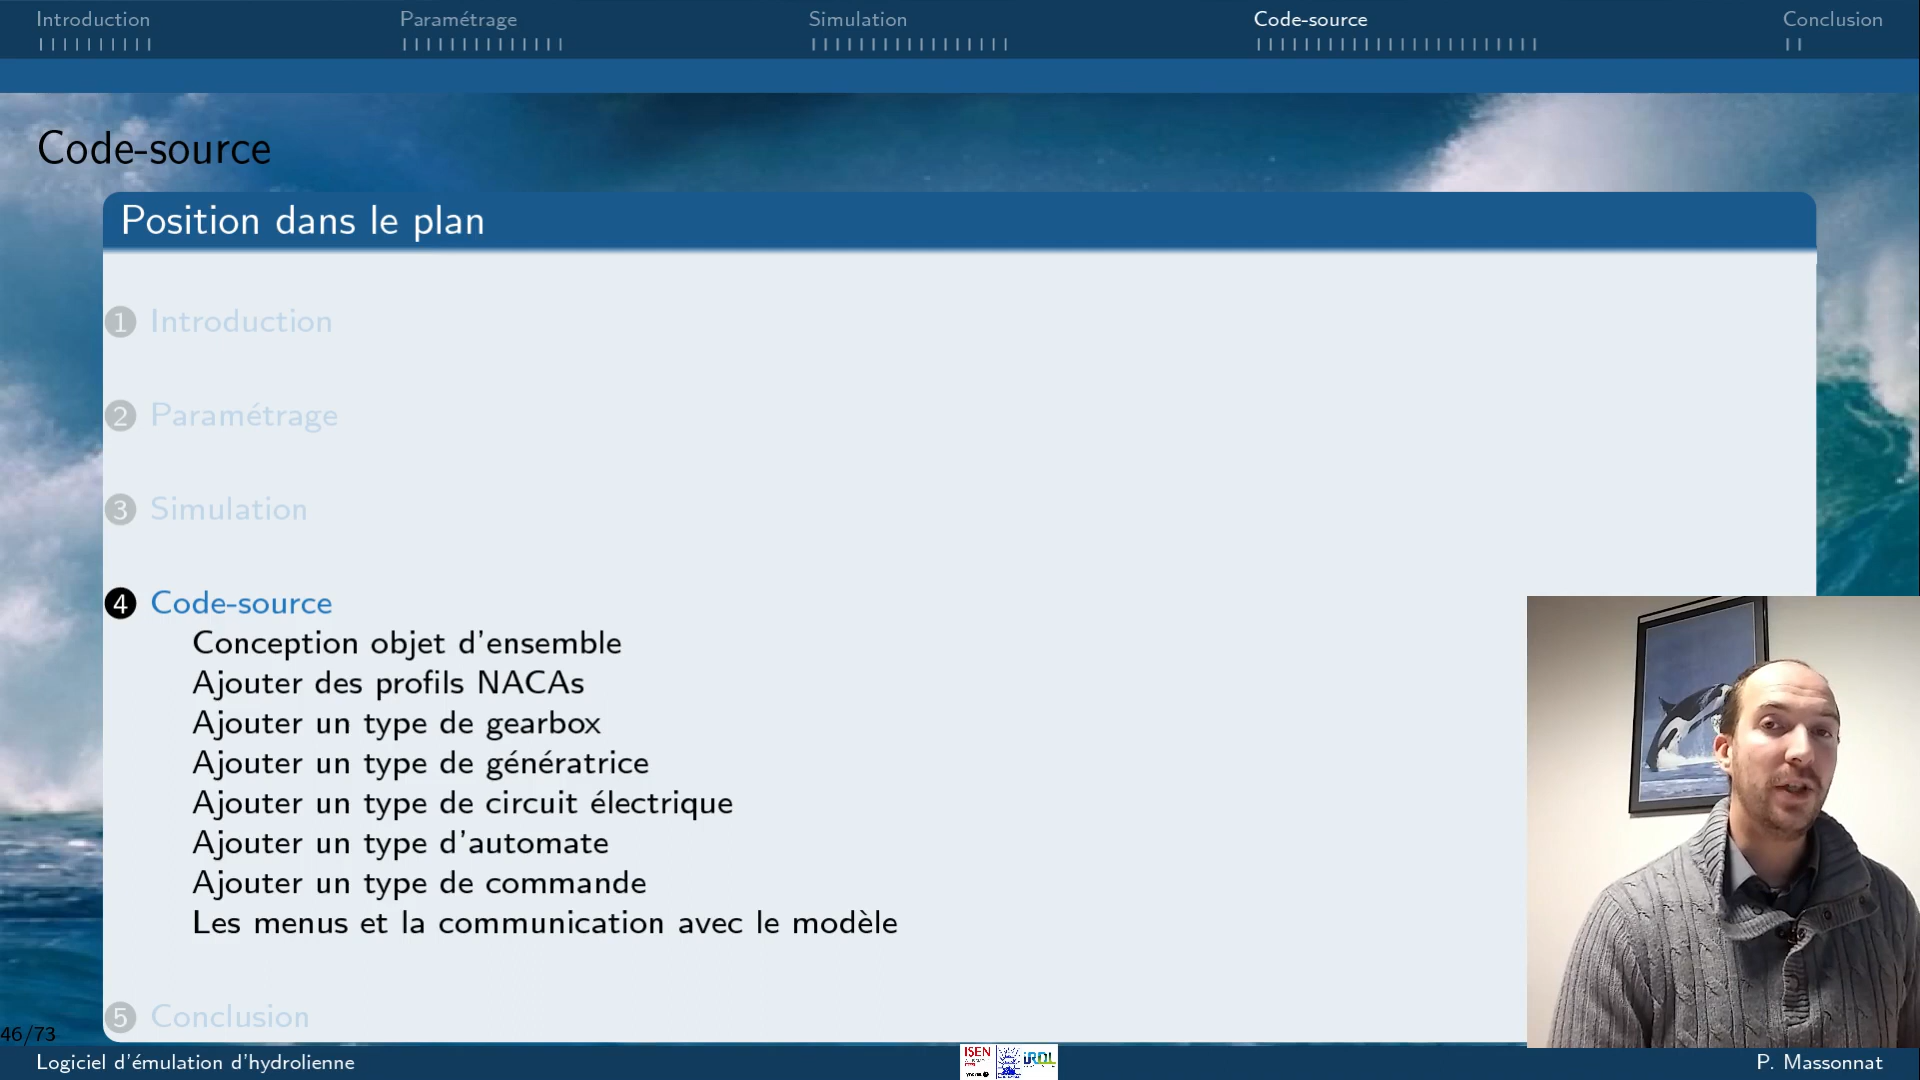 Introduction
Paramétrage
Simulation
Code-source
Conclusion
Code-source
Position dans le plan
1 Introduction
2 Paramétrage
3 Simulation
4 Code-source
Conception objet d'ensemble
Ajouter des profils NACAs
Ajouter un type de gearbox
Ajouter un type de génératrice
Ajouter un type de circuit électrique
Ajouter un type d'automate
Ajouter un type de commande
Les menus et la communication avec le modèle
5 Conclusion
46/73
Logiciel d'émulation d'hydrolienne
ISEN
IRDL
P. Massonnat